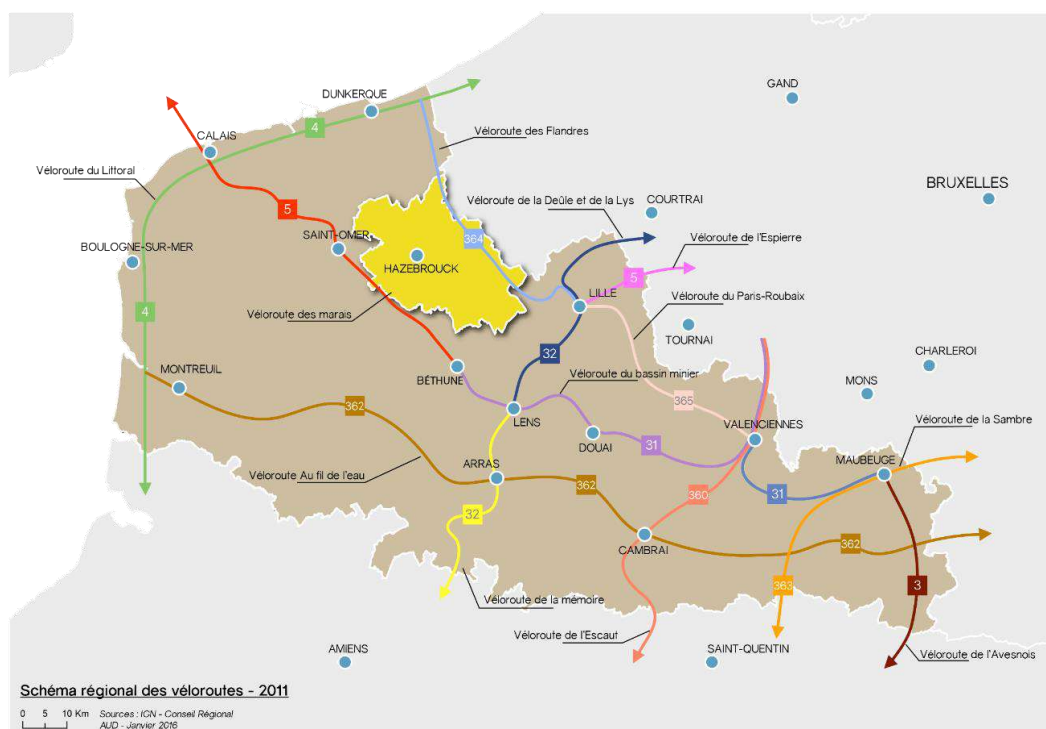 GAND
DUNKERQUE
4
CALAIS
Véloroute des Flandres
Véloroute du Littoral
BRUXELLES
Véloroute de la Deûle et de la Lys
COURTRAI
5
SAINT-OMER
364
Véloroute de l'Espierre
BOULOGNE-SUR-MER
HAZEBROUCK
5
LILLE
Véloroute du Paris-Roubaix
4
Véloroute des marais
TOURNAI
32
CHARLEROI
MONTREUIL
BÉTHUNE
Véloroute du bassin minier
MONS
362
365
LENS
VALENCIENNES
Véloroute de la Sambre
DOUAI
31
MAUBEUGE
ARRAS
Véloroute Au fil de l'eau
362
360
31
32
CAMBRAI
362
363
3
Véloroute de la mémoire
Véloroute de l'Escaut
AMIENS
SAINT-QUENTIN
Véloroute de l'Avesnois
Schéma régional des véloroutes - 2011
0 5 10 Km
Sources : IGN - Conseil Régional
AUD - Janvier 2016